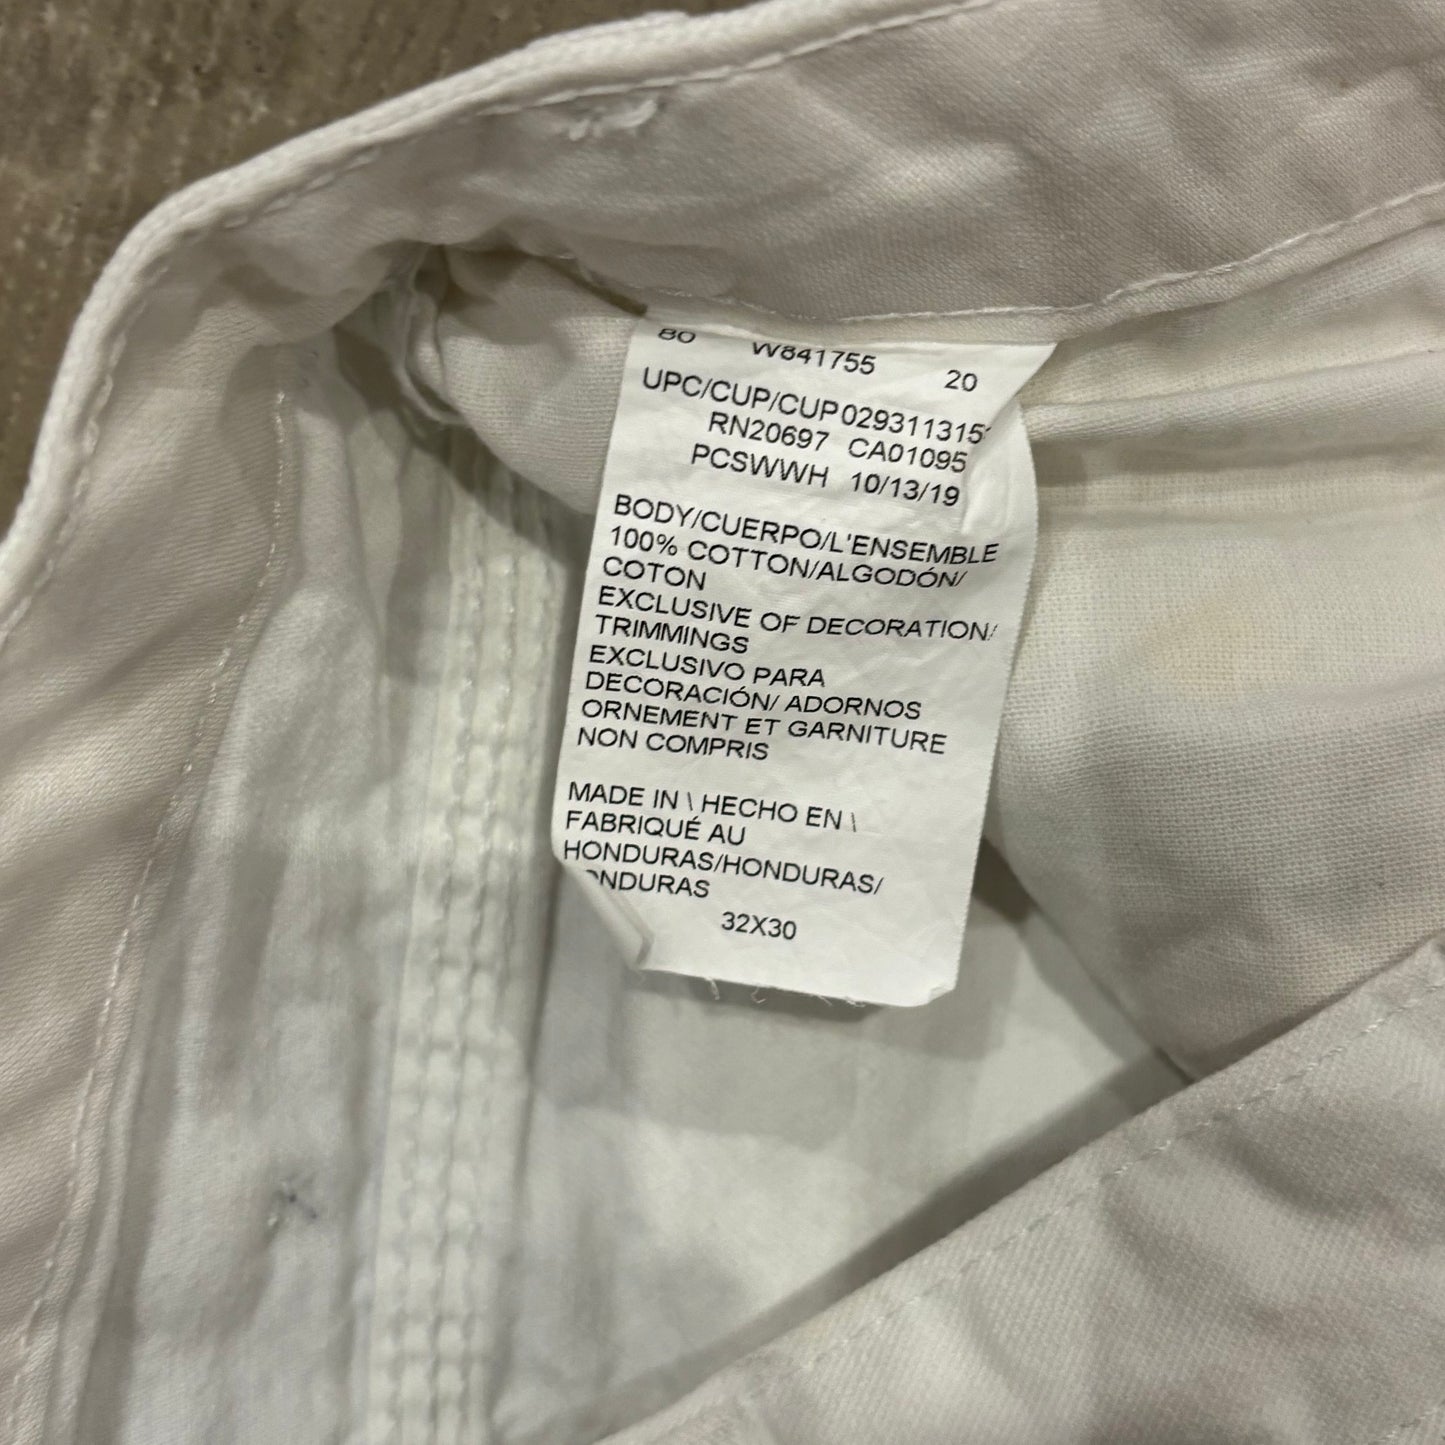 80 W841755 20
UPC/CUP/CUP 029311315
RN20697 CA01095
PCSWWH 10/13/19
BODY/CUERPO/L'ENSEMBLE
100% COTTON/ALGODÓN/
COTON
EXCLUSIVE OF DECORATION/
TRIMMINGS
EXCLUSIVO PARA
DECORACIÓN/ ADORNOS
ORNEMENT ET GARNITURE
NON COMPRIS
MADE IN \ HECHO EN \
FABRIQUÉ AU
HONDURAS/HONDURAS/
ONDURAS
32X30